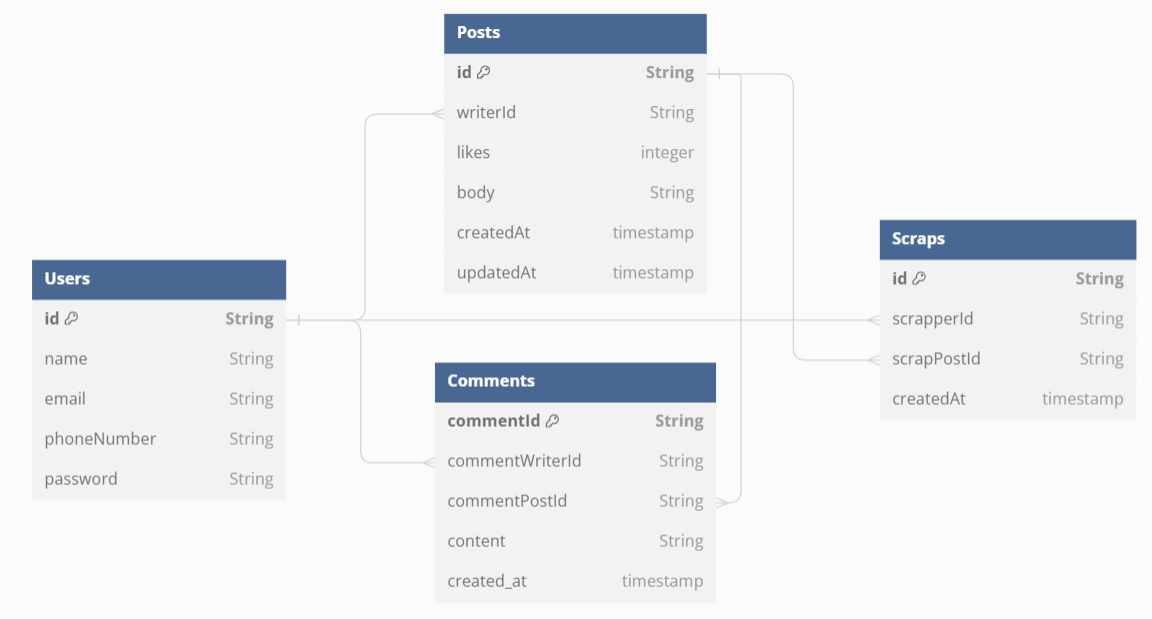 Posts
id String
writerId String
likes integer
body String
createdAt timestamp
updatedAt timestamp
Users
id String
name String
email String
phoneNumber String
password String
Comments
commentId String
commentWriterId String
commentPostId String
content String
created_at timestamp
Scraps
id String
scrapperId String
scrapPostId String
createdAt timestamp